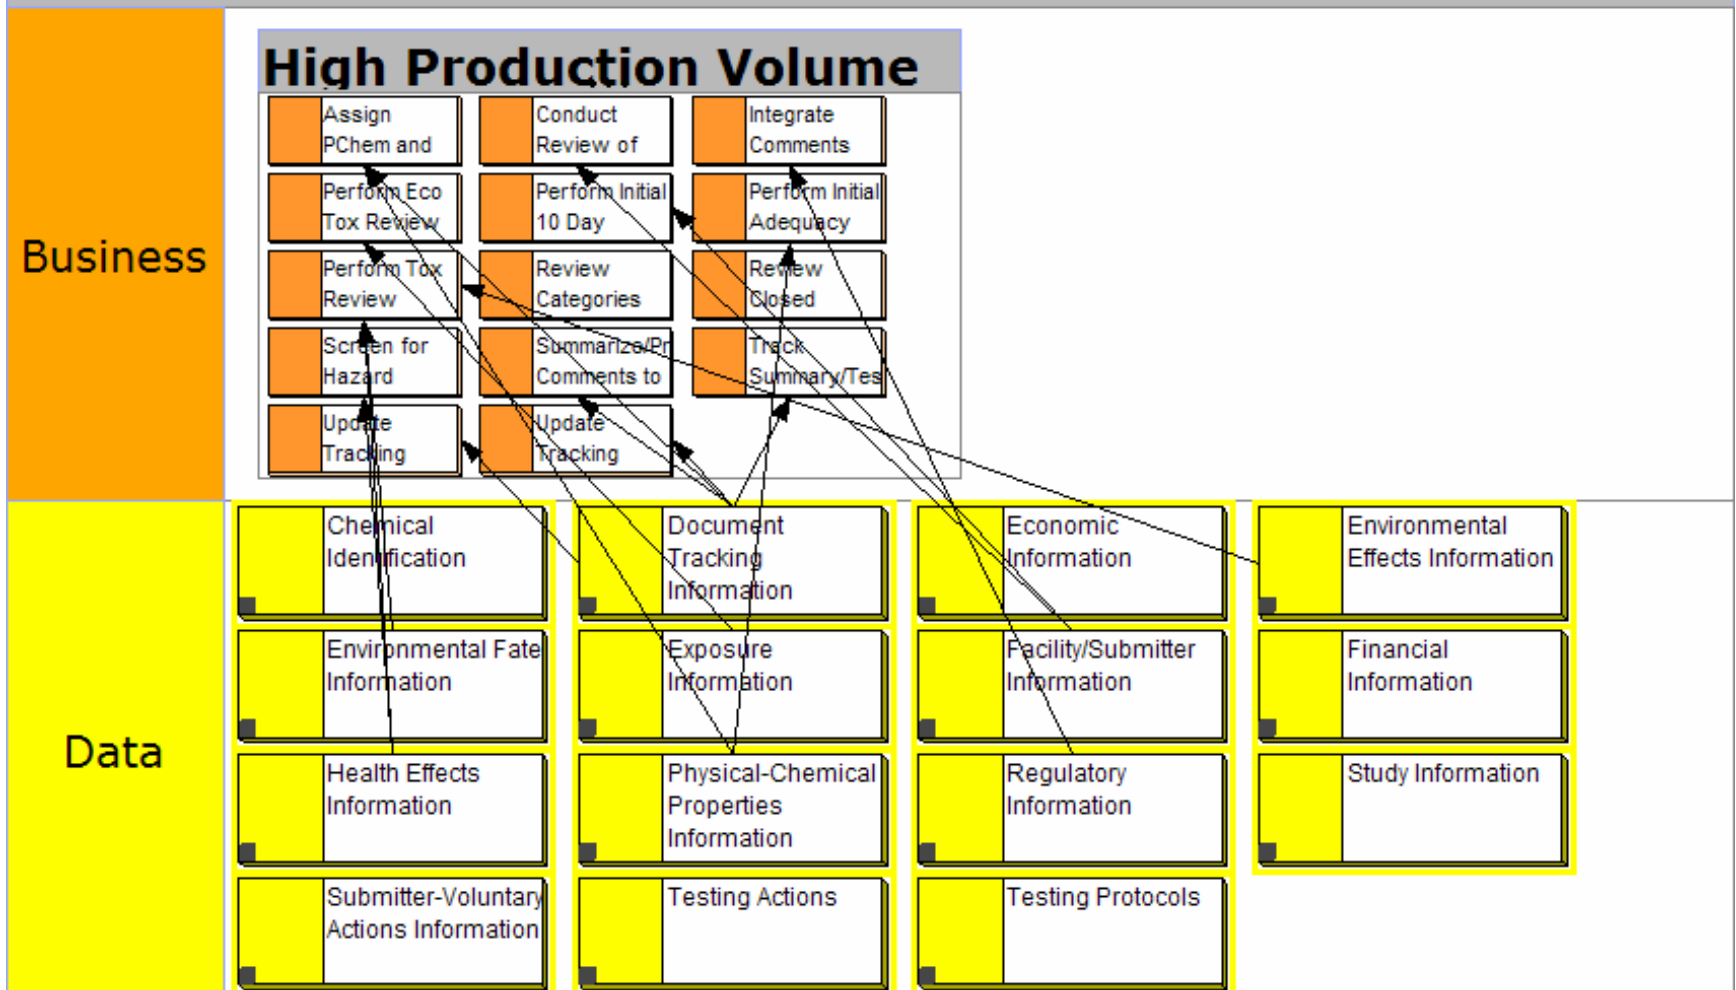 High Production Volume
Business
Assign
PChem and
Conduct
Review of
Integrate
Comments
Perform Eco
Tox Review
Perform Initial
10 Day
Perform Initial
Adequacy
Perform Tox
Review
Review
Categories
Review
Closed
Screen for
Hazard
Summarize/Pr
Comments to
Track
Summary/Tes
Update
Tracking
Update
Tracking
Data
Chemical
Identification
Document
Tracking
Information
Economic
Information
Environmental
Effects Information
Environmental Fate
Information
Exposure
Information
Facility/Submitter
Information
Financial
Information
Health Effects
Information
Physical-Chemical
Properties
Information
Regulatory
Information
Study Information
Submitter-Voluntary
Actions Information
Testing Actions
Testing Protocols